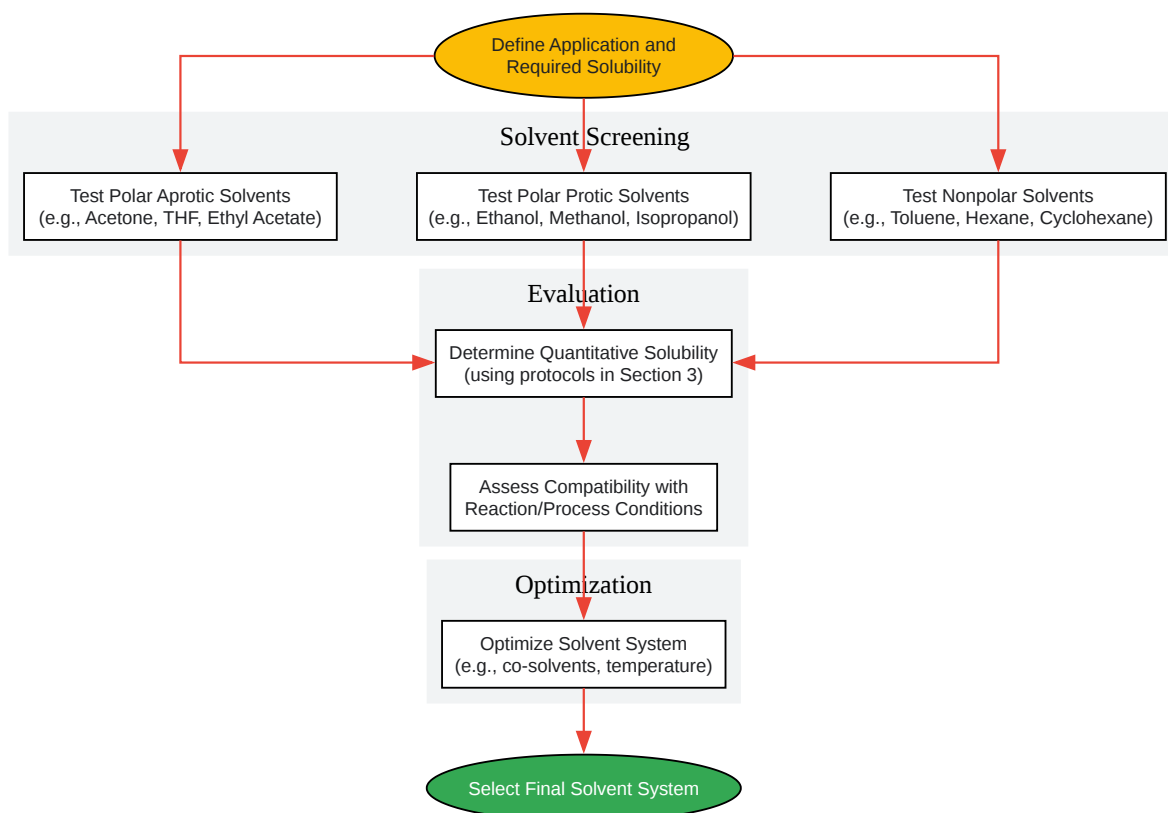 Define Application and
Required Solubility
Solvent Screening
Test Polar Aprotic Solvents
(e.g., Acetone, THF, Ethyl Acetate)
Test Polar Protic Solvents
(e.g., Ethanol, Methanol, Isopropanol)
Test Nonpolar Solvents
(e.g., Toluene, Hexane, Cyclohexane)
Evaluation
Determine Quantitative Solubility
(using protocols in Section 3)
Assess Compatibility with
Reaction/Process Conditions
Optimization
Optimize Solvent System
(e.g., co-solvents, temperature)
Select Final Solvent System